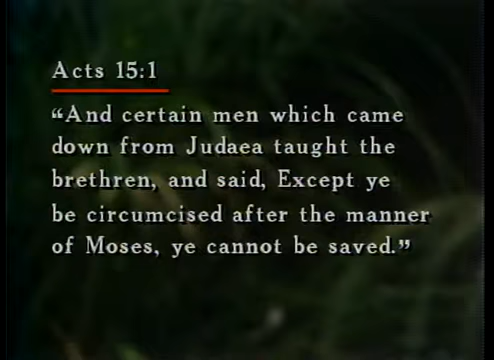 Acts 15:1
“And certain men which came
down from Judaea taught the
brethren, and said, Except ye
be circumcised after the manner
of Moses, ye cannot be saved.”